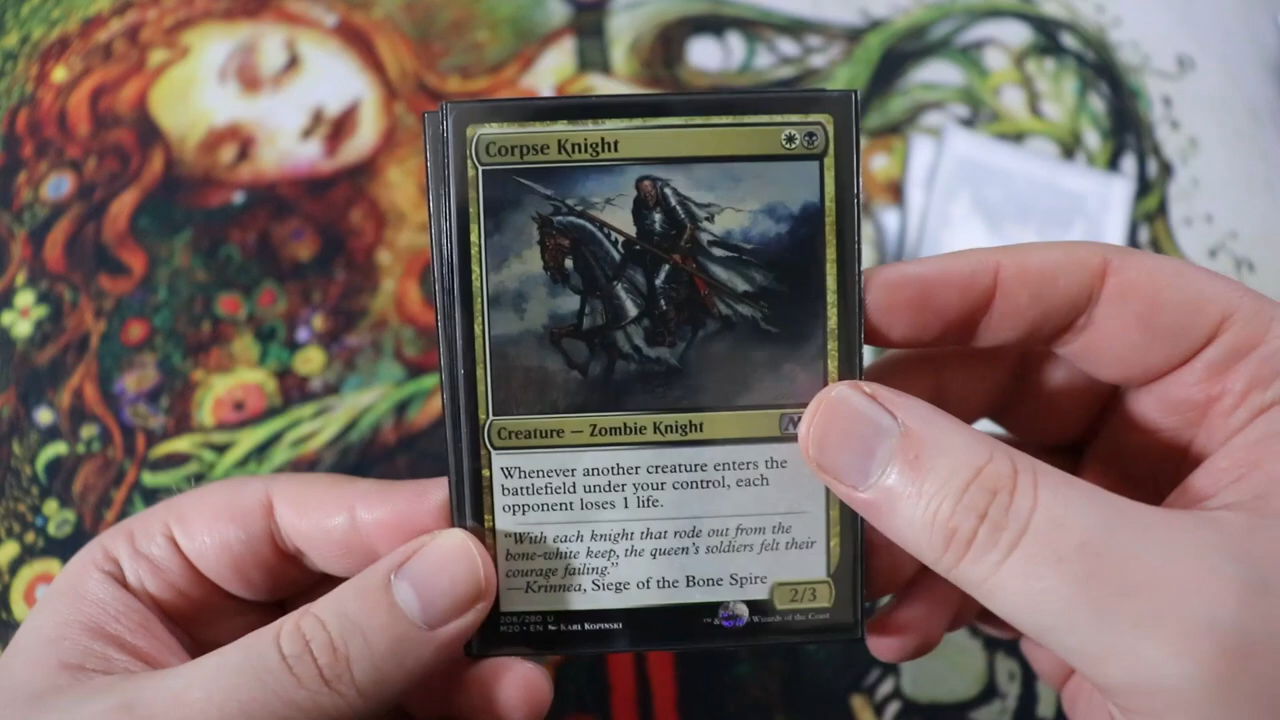 Corpse Knight
Creature — Zombie Knight
Whenever another creature enters the
battlefield under your control, each
opponent loses 1 life.
"With each knight that rode out from the
bone-white keep, the queen's soldiers felt their
courage failing."
—Krinnea, Siege of the Bone Spire
2/3
206/280 U
M20 • EN Karl Kopinski
™ & Wizards of the Coast